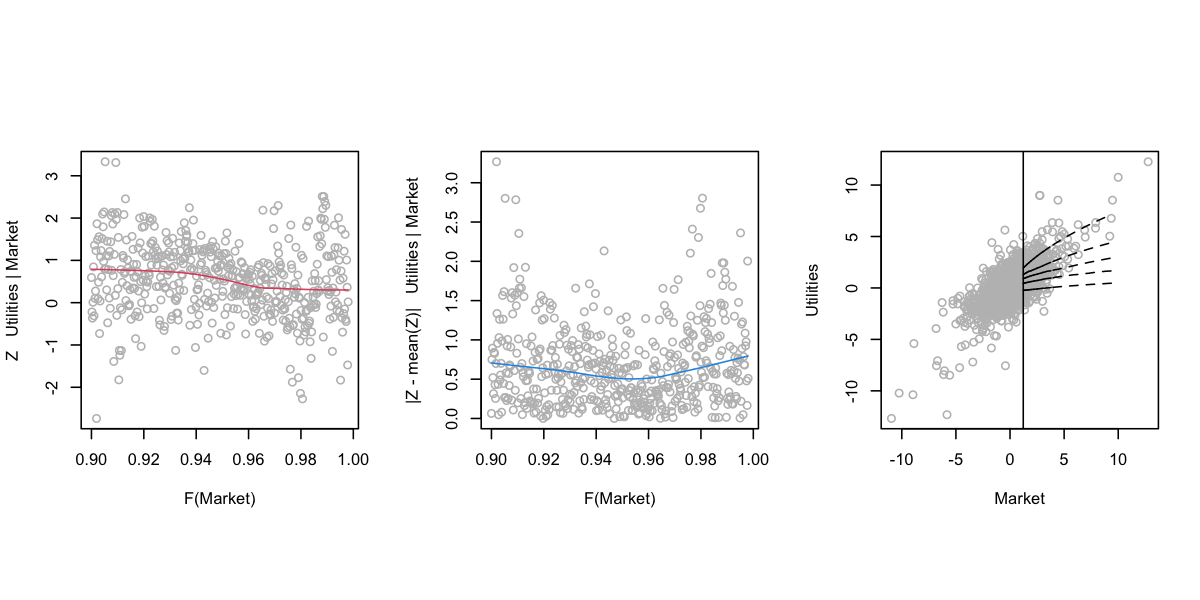 Z   Utilities | Market
3
2
1
0
-1
-2
0.90 0.92 0.94 0.96 0.98 1.00
F(Market)
|Z - mean(Z)|   Utilities | Market
3.0
2.5
2.0
1.5
1.0
0.5
0.0
0.90 0.92 0.94 0.96 0.98 1.00
F(Market)
Utilities
10
5
0
-5
-10
-10 -5 0 5 10
Market